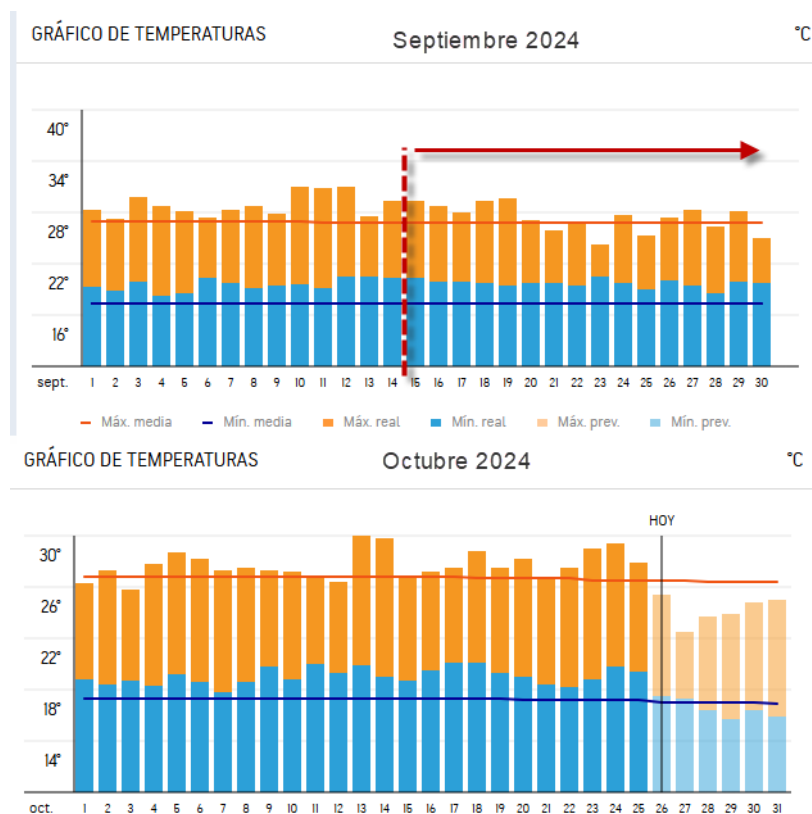 GRÁFICO DE TEMPERATURAS Septiembre 2024 °C
40°
34°
28°
22°
16°
sept. 1 2 3 4 5 6 7 8 9 10 11 12 13 14 15 16 17 18 19 20 21 22 23 24 25 26 27 28 29 30
Máx. media Mín. media Máx. real Mín. real Máx. prev. Mín. prev.
GRÁFICO DE TEMPERATURAS Octubre 2024 °C
HOY
30°
26°
22°
18°
14°
oct. 1 2 3 4 5 6 7 8 9 10 11 12 13 14 15 16 17 18 19 20 21 22 23 24 25 26 27 28 29 30 31